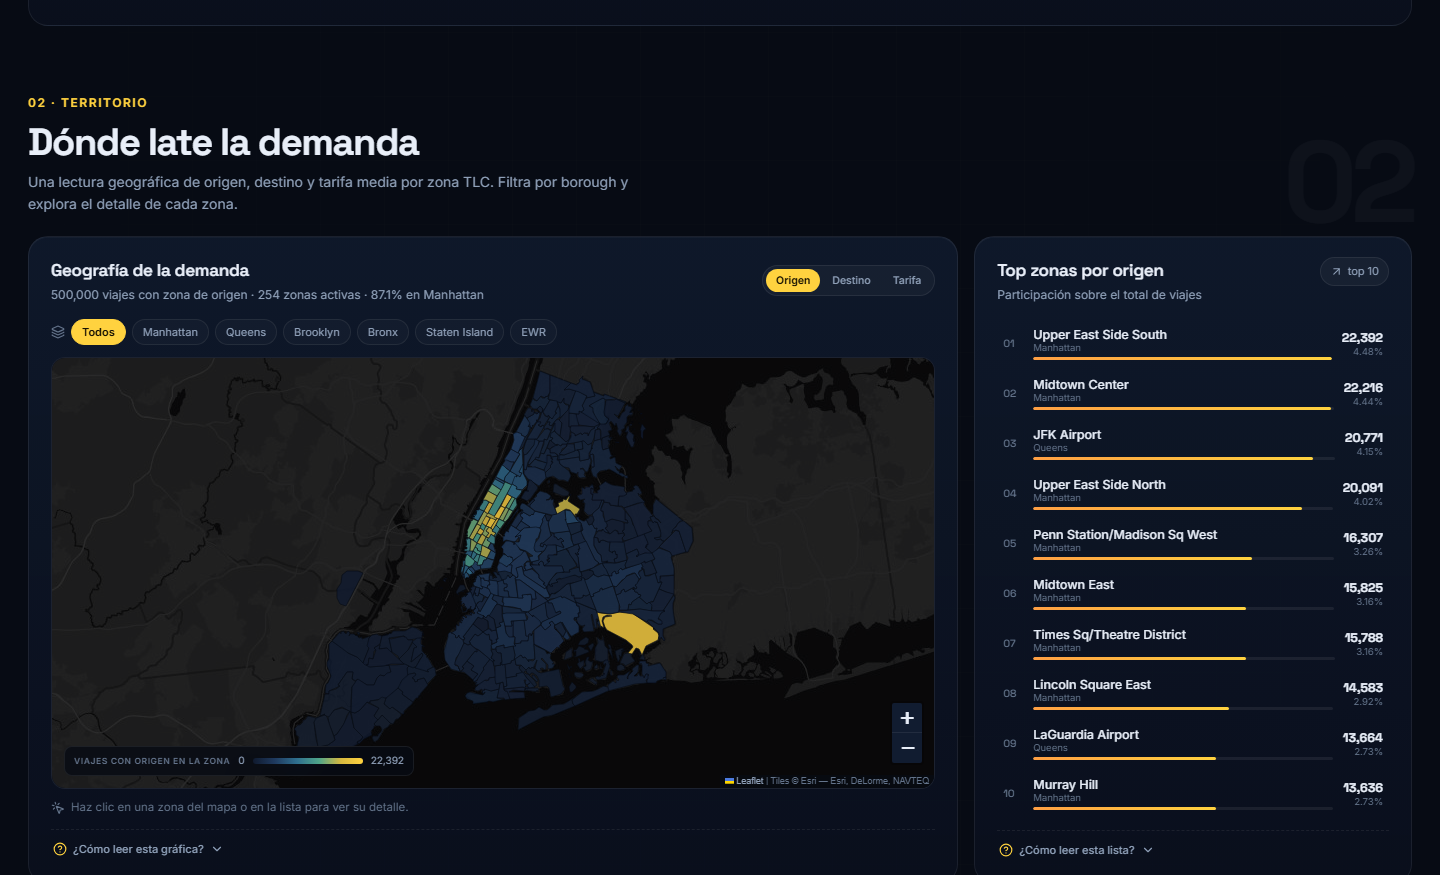 02 · TERRITORIO
Dónde late la demanda
Una lectura geográfica de origen, destino y tarifa media por zona TLC. Filtra por borough y
explora el detalle de cada zona.
02
Geografía de la demanda
500,000 viajes con zona de origen · 254 zonas activas · 87.1% en Manhattan
Origen Destino Tarifa
Todos Manhattan Queens Brooklyn Bronx Staten Island EWR
+
−
VIAJES CON ORIGEN EN LA ZONA 0 22,392
Leaflet | Tiles © Esri — Esri, DeLorme, NAVTEQ
Haz clic en una zona del mapa o en la lista para ver su detalle.
¿Cómo leer esta gráfica?
Top zonas por origen
top 10
Participación sobre el total de viajes
01 Upper East Side South 22,392
Manhattan 4.48%
02 Midtown Center 22,216
Manhattan 4.44%
03 JFK Airport 20,771
Queens 4.15%
04 Upper East Side North 20,091
Manhattan 4.02%
05 Penn Station/Madison Sq West 16,307
Manhattan 3.26%
06 Midtown East 15,825
Manhattan 3.16%
07 Times Sq/Theatre District 15,788
Manhattan 3.16%
08 Lincoln Square East 14,583
Manhattan 2.92%
09 LaGuardia Airport 13,664
Queens 2.73%
10 Murray Hill 13,636
Manhattan 2.73%
¿Cómo leer esta lista?